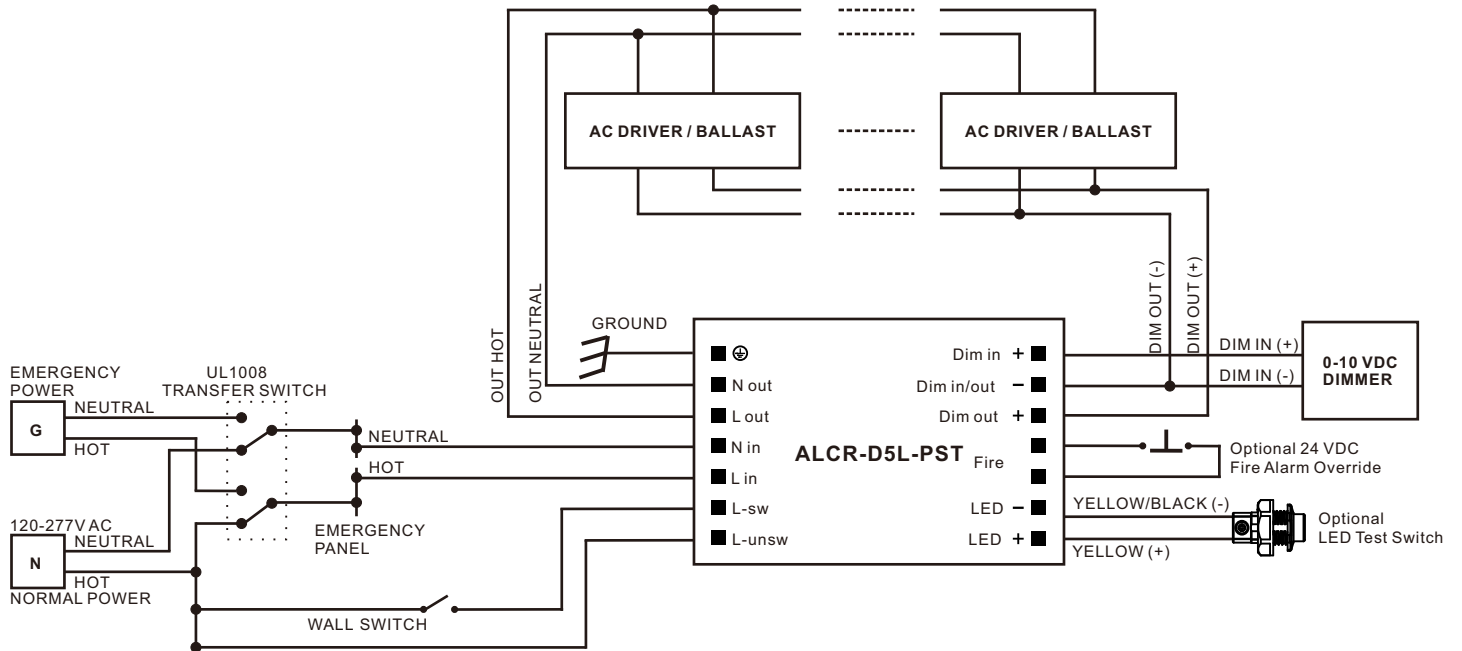 AC DRIVER / BALLAST
AC DRIVER / BALLAST
OUT HOT
OUT NEUTRAL
DIM OUT (-)
DIM OUT (+)
GROUND
EMERGENCY
POWER
G
NEUTRAL
HOT
UL1008
TRANSFER SWITCH
NEUTRAL
HOT
EMERGENCY
PANEL
120-277V AC
NEUTRAL
N
HOT
NORMAL POWER
WALL SWITCH
N out
L out
N in
L in
L-sw
L-unsw
ALCR-D5L-PST
Dim in +
Dim in/out -
Dim out +
Fire
LED -
LED +
DIM IN (+)
DIM IN (-)
0-10 VDC
DIMMER
Optional 24 VDC
Fire Alarm Override
YELLOW/BLACK (-)
YELLOW (+)
Optional
LED Test Switch